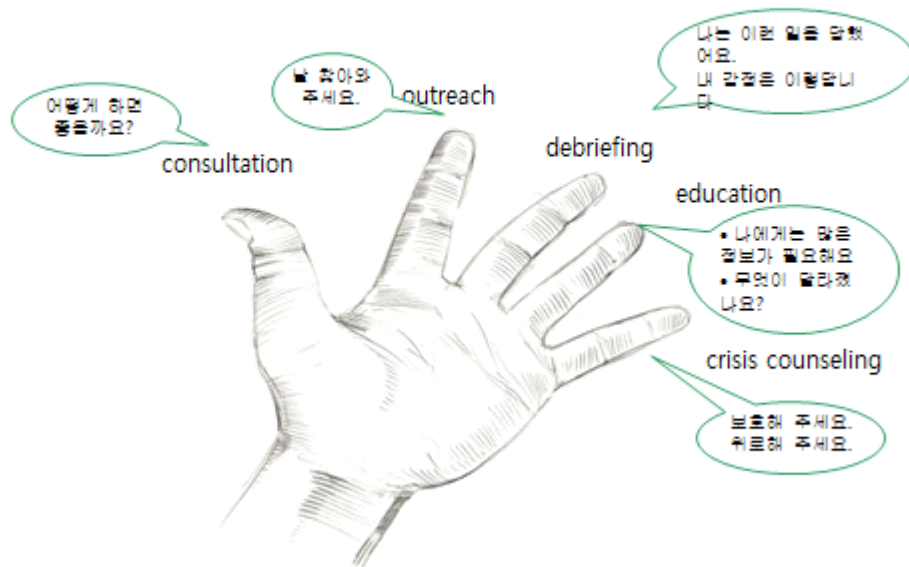 나는 이런 일을 당했
어요.
내 감정은 이렇답니
다
날 찾아와
주세요.
outreach
어떻게 하면
좋을까요?
consultation
debriefing
education
• 나에게는 많은
정보가 필요해요
• 무엇이 달라졌
나요?
crisis counseling
보호해 주세요.
위로해 주세요.